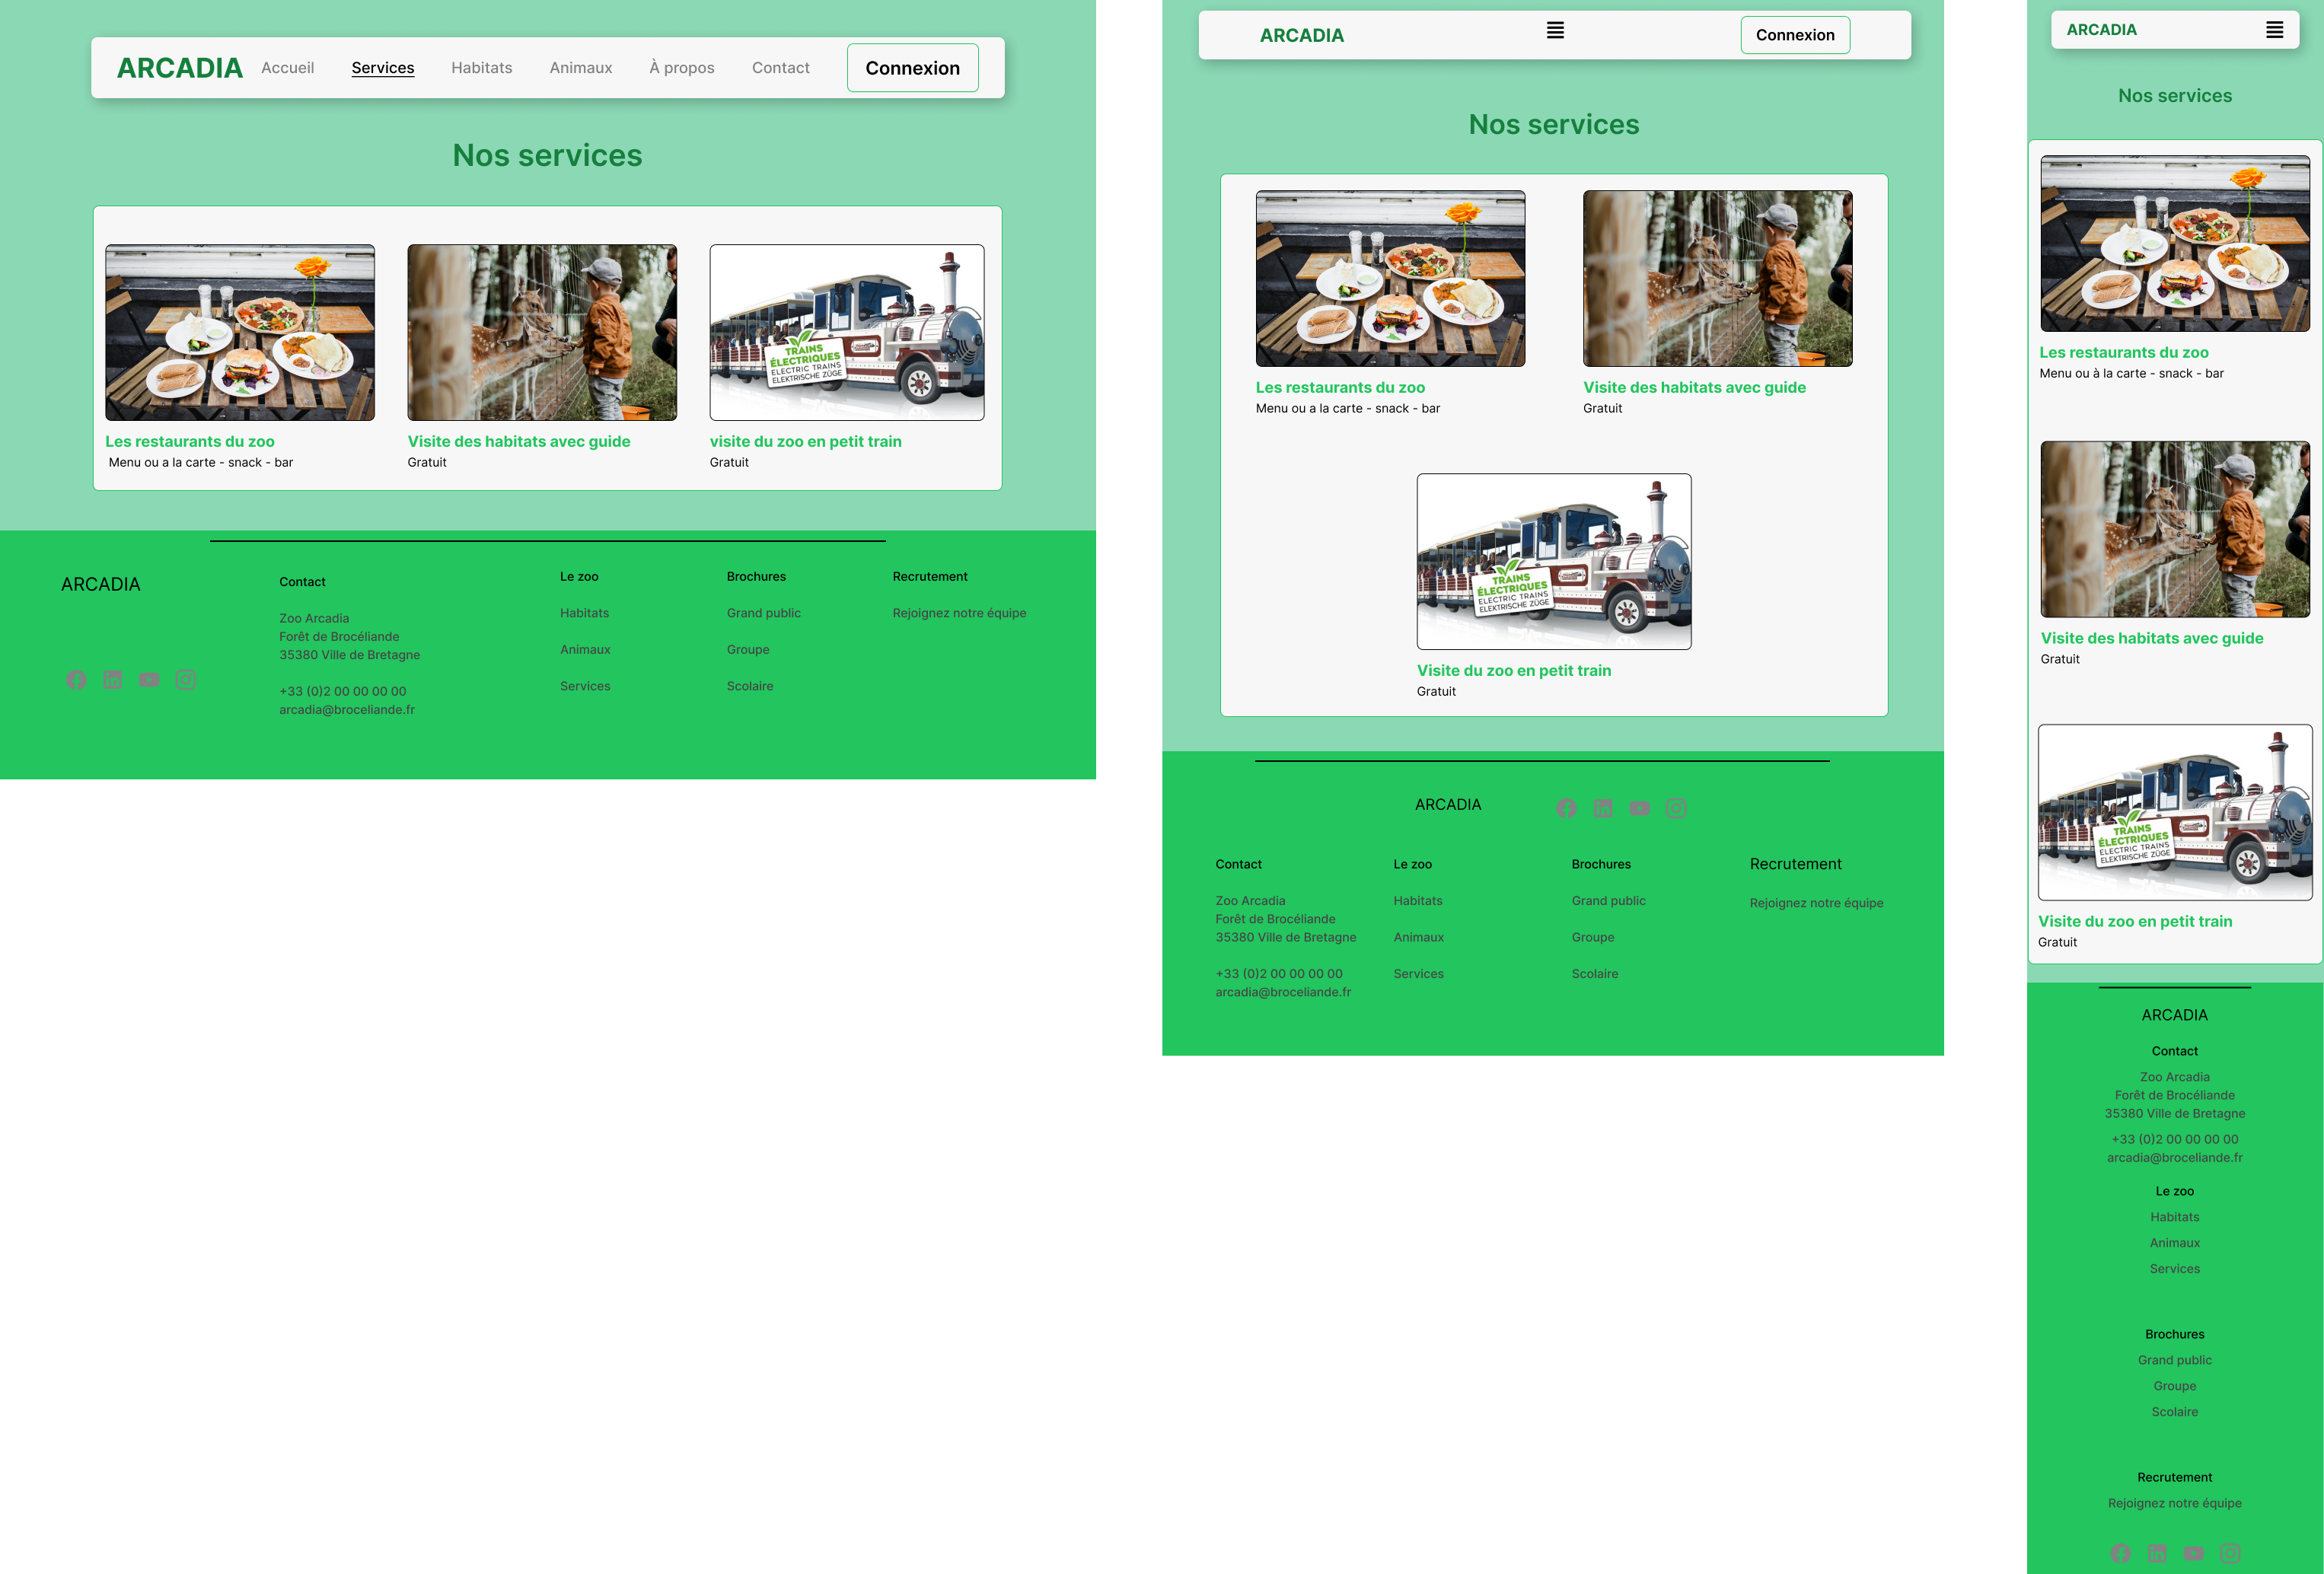 ARCADIA Accueil Services Habitats Animaux À propos Contact Connexion
Nos services
TRAINS
ÉLECTRIQUES
ELECTRIC TRAINS
ELEKTRISCHE ZÜGE
Les restaurants du zoo
Menu ou a la carte - snack - bar
Visite des habitats avec guide
Gratuit
visite du zoo en petit train
Gratuit
ARCADIA
Contact
Zoo Arcadia
Forêt de Brocéliande
35380 Ville de Bretagne
+33 (0)2 00 00 00 00
arcadia@broceliande.fr
Le zoo
Habitats
Animaux
Services
Brochures
Grand public
Groupe
Scolaire
Recrutement
Rejoignez notre équipe
ARCADIA
Connexion
Nos services
Les restaurants du zoo
Menu ou a la carte - snack - bar
Visite des habitats avec guide
Gratuit
TRAINS
ÉLECTRIQUES
ELECTRIC TRAINS
ELEKTRISCHE ZÜGE
Visite du zoo en petit train
Gratuit
ARCADIA
Contact
Zoo Arcadia
Forêt de Brocéliande
35380 Ville de Bretagne
+33 (0)2 00 00 00 00
arcadia@broceliande.fr
Le zoo
Habitats
Animaux
Services
Brochures
Grand public
Groupe
Scolaire
Recrutement
Rejoignez notre équipe
ARCADIA
Nos services
Les restaurants du zoo
Menu ou à la carte - snack - bar
Visite des habitats avec guide
Gratuit
TRAINS
ÉLECTRIQUES
ELECTRIC TRAINS
ELEKTRISCHE ZÜGE
Visite du zoo en petit train
Gratuit
ARCADIA
Contact
Zoo Arcadia
Forêt de Brocéliande
35380 Ville de Bretagne
+33 (0)2 00 00 00 00
arcadia@broceliande.fr
Le zoo
Habitats
Animaux
Services
Brochures
Grand public
Groupe
Scolaire
Recrutement
Rejoignez notre équipe